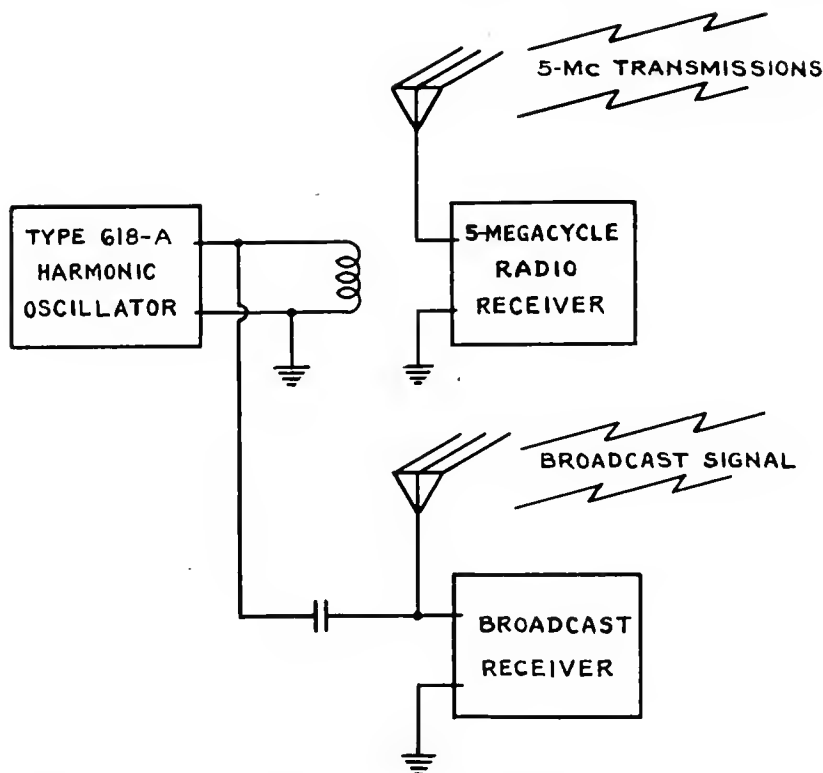 5-MC TRANSMISSIONS
TYPE 618-A
HARMONIC
OSCILLATOR
5-MEGACYCLE
RADIO
RECEIVER
BROADCAST SIGNAL
BROADCAST
RECEIVER